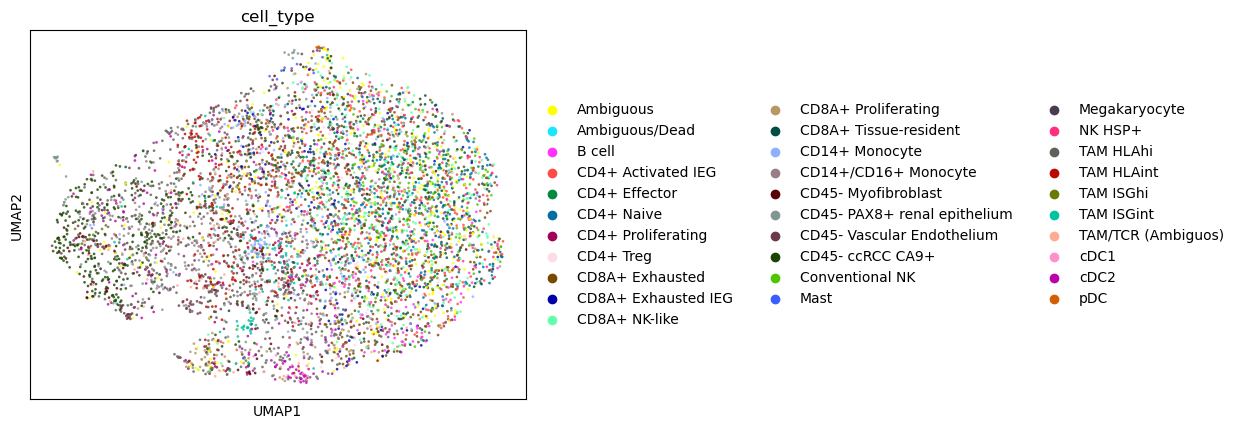 cell_type
UMAP2
UMAP1
Ambiguous
Ambiguous/Dead
B cell
CD4+ Activated IEG
CD4+ Effector
CD4+ Naive
CD4+ Proliferating
CD4+ Treg
CD8A+ Exhausted
CD8A+ Exhausted IEG
CD8A+ NK-like
CD8A+ Proliferating
CD8A+ Tissue-resident
CD14+ Monocyte
CD14+/CD16+ Monocyte
CD45- Myofibroblast
CD45- PAX8+ renal epithelium
CD45- Vascular Endothelium
CD45- ccRCC CA9+
Conventional NK
Mast
Megakaryocyte
NK HSP+
TAM HLAhi
TAM HLAint
TAM ISGhi
TAM ISGint
TAM/TCR (Ambiguos)
cDC1
cDC2
pDC